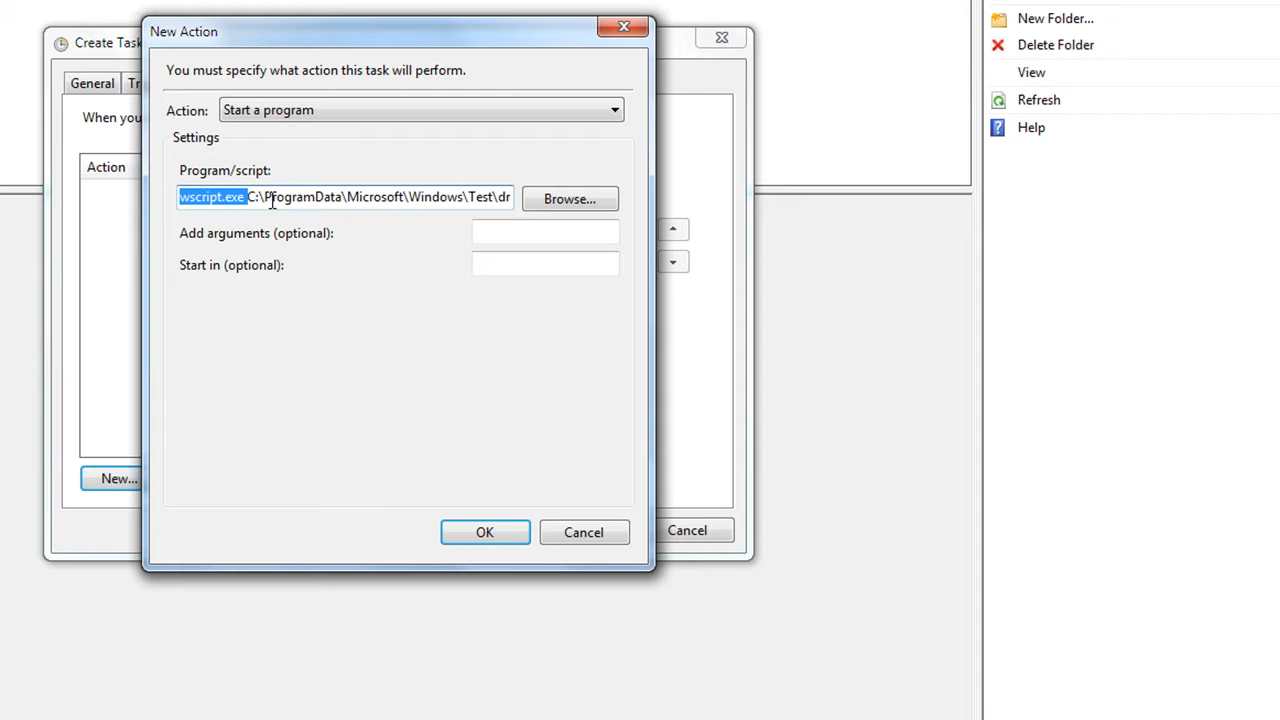 New Folder...
Delete Folder
View
Refresh
Help
Create Task
New Action
General
You must specify what action this task will perform.
Action: Start a program
When you
Settings
Action
Program/script:
wscript.exe C:\ProgramData\Microsoft\Windows\Test\dr
Browse...
Add arguments (optional):
Start in (optional):
New...
OK
Cancel
Cancel